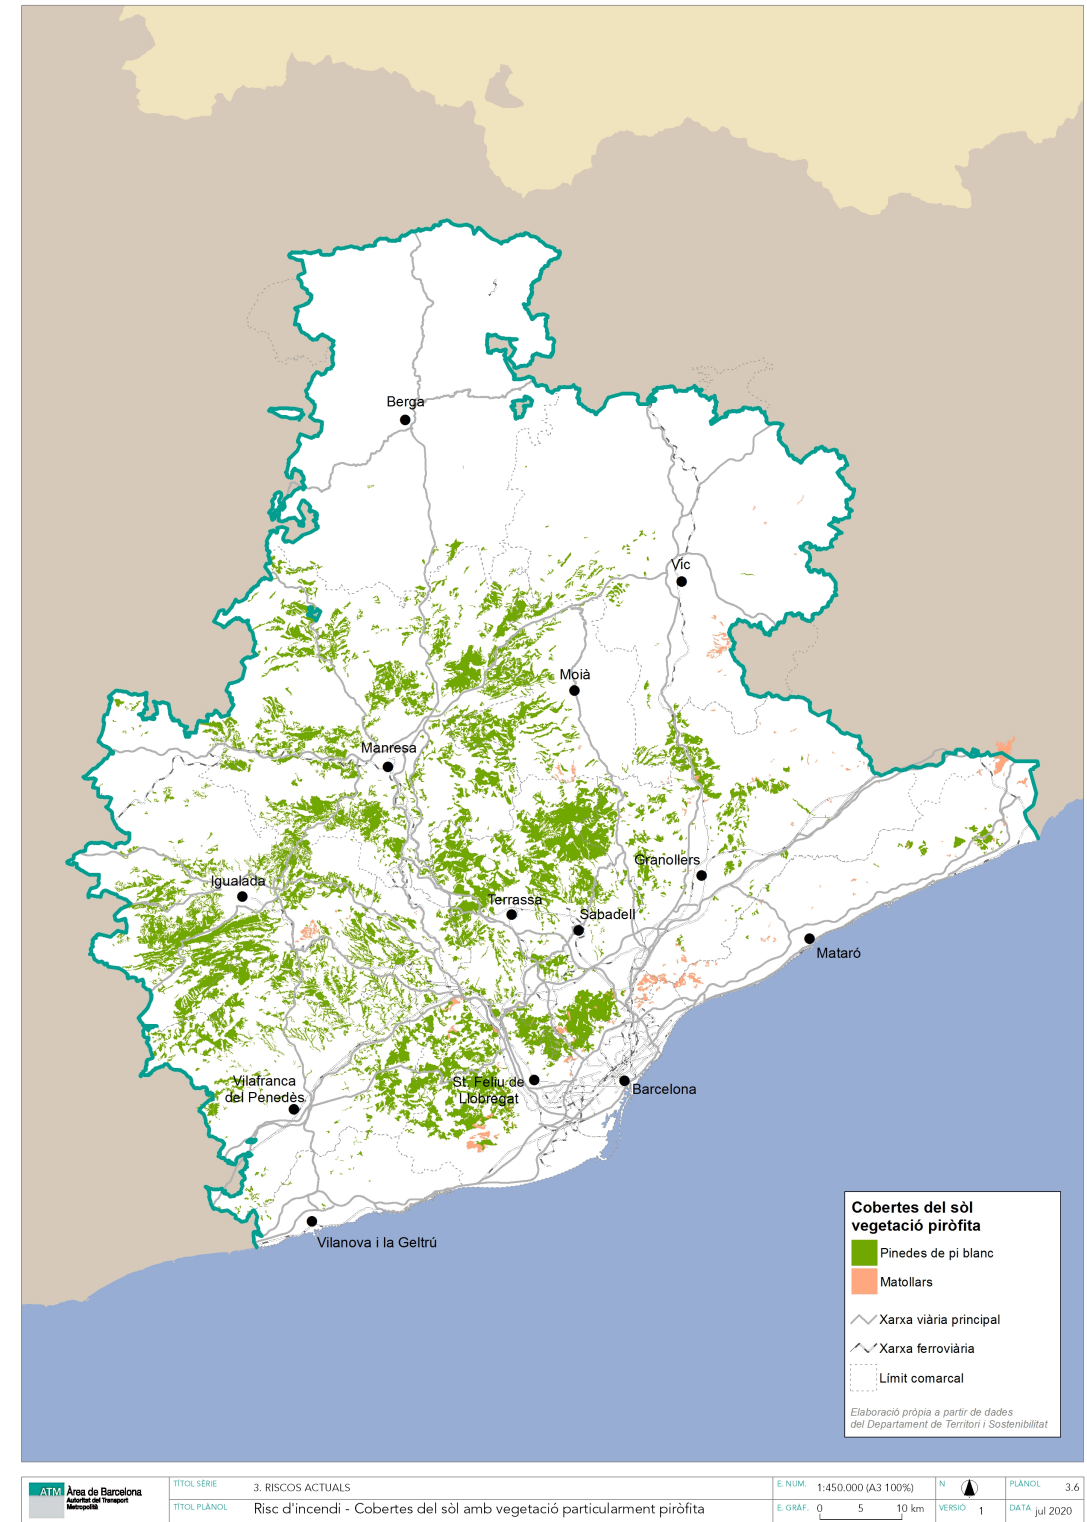 Berga
Vic
Moià
Manresa
Granollers
Igualada
Terrassa
Sabadell
Mataró
St. Feliu de
Llobregat
Barcelona
Vilafranca
del Penedès
Vilanova i la Geltrú
Cobertes del sòl
vegetació piròfita
Pinedes de pi blanc
Matollars
Xarxa viària principal
Xarxa ferroviària
Límit comarcal
Elaboració pròpia a partir de dades
del Departament de Territori i Sostenibilitat
ATM Àrea de Barcelona
Autoritat del Transport
Metropolità
TÍTOL SÈRIE 3. RISCOS ACTUALS
TÍTOL PLÀNOL Risc d'incendi - Cobertes del sòl amb vegetació particularment piròfita
E. NUM. 1:450.000 (A3 100%)
E. GRÀF. 0 5 10 km
N
VERSIÓ 1
PLÀNOL 3.6
DATA jul 2020